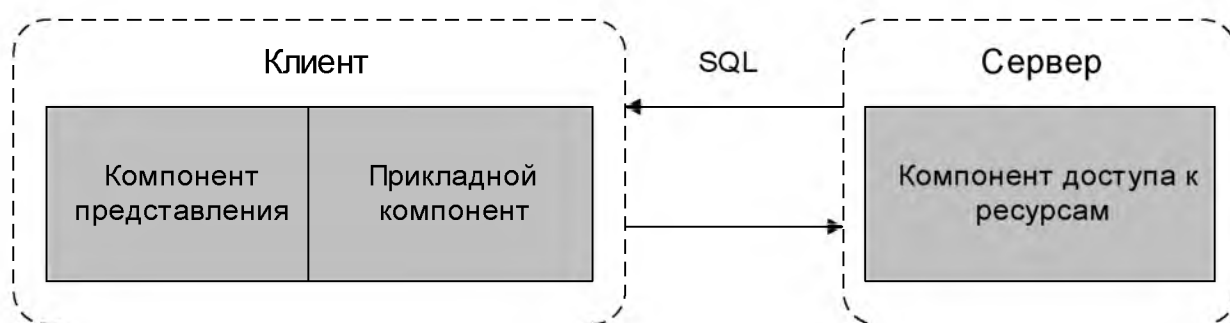 Клиент
SQL
Сервер
Компонент
представления
Прикладной
компонент
Компонент доступа к
ресурсам